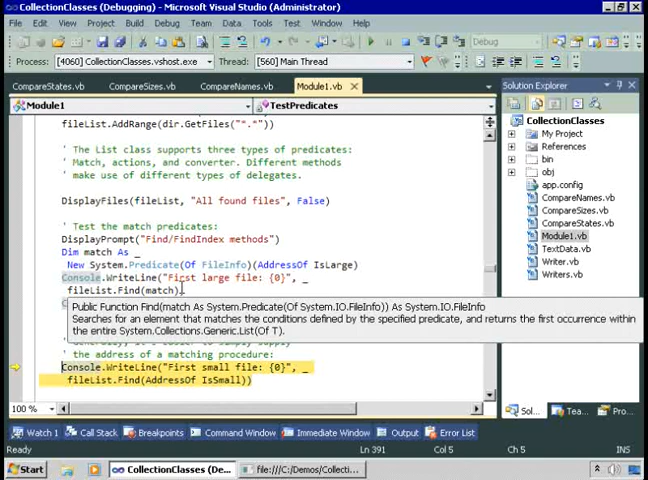 CollectionClasses (Debugging) - Microsoft Visual Studio (Administrator)
File Edit View Project Build Debug Team Data Tools Test Window Help
Debug
Process: [4060] CollectionClasses.vshost.exe Thread: [560] Main Thread
CompareStates.vb CompareSizes.vb CompareNames.vb Module1.vb
Module1 TestPredicates
fileList.AddRange(dir.GetFiles("*.*"))
' The List class supports three types of predicates:
' Match, actions, and converter. Different methods
' make use of different types of delegates.
DisplayFiles(fileList, "All found files", False)
' Test the match predicates:
DisplayPrompt("Find/FindIndex methods")
Dim match As _
New System.Predicate(Of FileInfo)(AddressOf IsLarge)
Console.WriteLine("First large file: {0}", _
fileList.Find(match))
Public Function Find(match As System.Predicate(Of System.IO.FileInfo)) As System.IO.FileInfo
Searches for an element that matches the conditions defined by the specified predicate, and returns the first occurrence within
the entire System.Collections.Generic.List(Of T).
' the address of a matching procedure:
Console.WriteLine("First small file: {0}", _
fileList.Find(AddressOf IsSmall))
100 %
Solution Explorer
CollectionClasses
My Project
References
bin
obj
app.config
CompareNames.vb
CompareSizes.vb
CompareStates.vb
Module1.vb
TextData.vb
Writer.vb
Writers.vb
Sol... Tea... Pro...
Watch 1 Call Stack Breakpoints Command Window Immediate Window Output Error List
Ready Ln 391 Col 5 Ch 5 INS
Start CollectionClasses (De... file:///C:/Demos/Collecti...